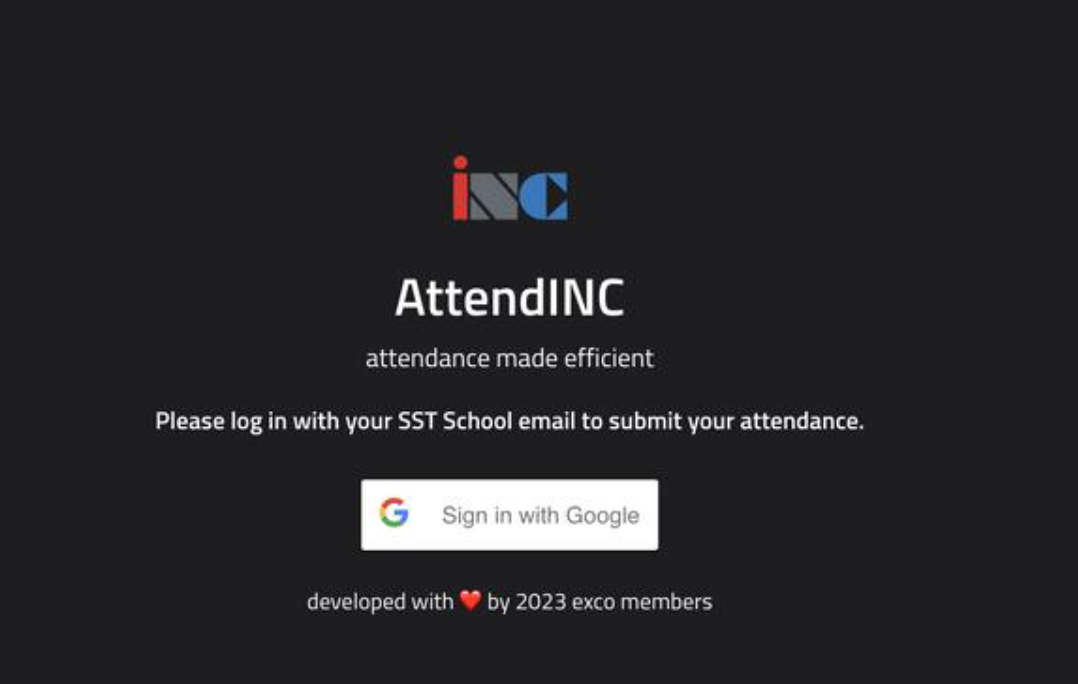 iNC
AttendINC
attendance made efficient
Please log in with your SST School email to submit your attendance.
Sign in with Google
developed with ❤️ by 2023 exco members